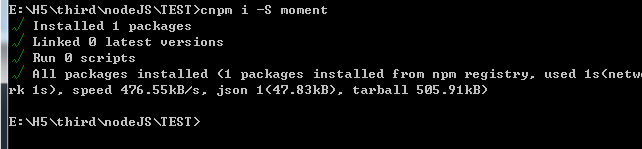 E:\H5\third\nodeJS\TEST>cnpm i -S moment
√ Installed 1 packages
√ Linked 0 latest versions
√ Run 0 scripts
√ All packages installed (1 packages installed from npm registry, used 1s(netwo
rk 1s), speed 476.55kB/s, json 1(47.83kB), tarball 505.91kB)
E:\H5\third\nodeJS\TEST>